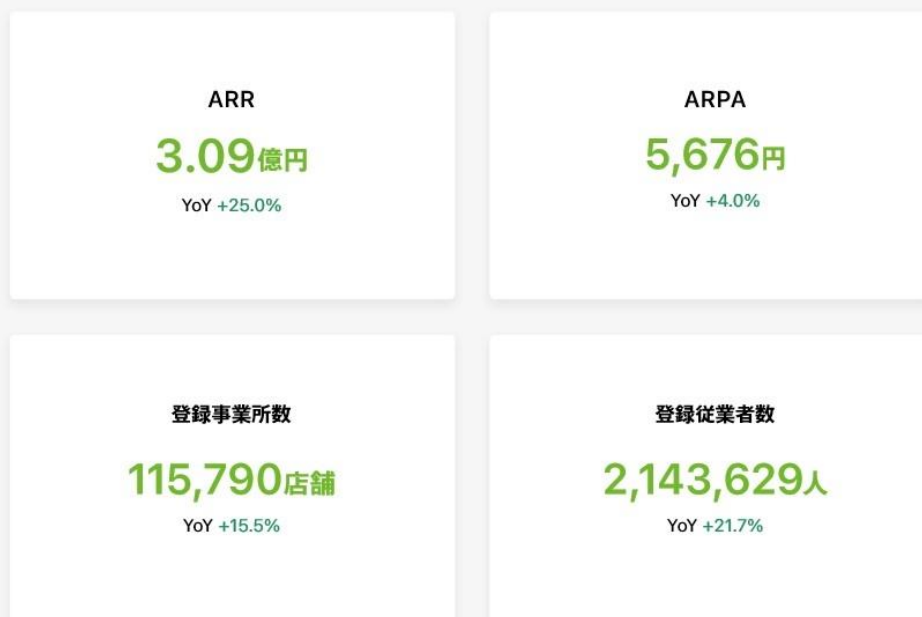 ARR
3.09億円
YoY +25.0%
ARPA
5,676円
YoY +4.0%
登録事業所数
115,790店舗
YoY +15.5%
登録従業者数
2,143,629人
YoY +21.7%